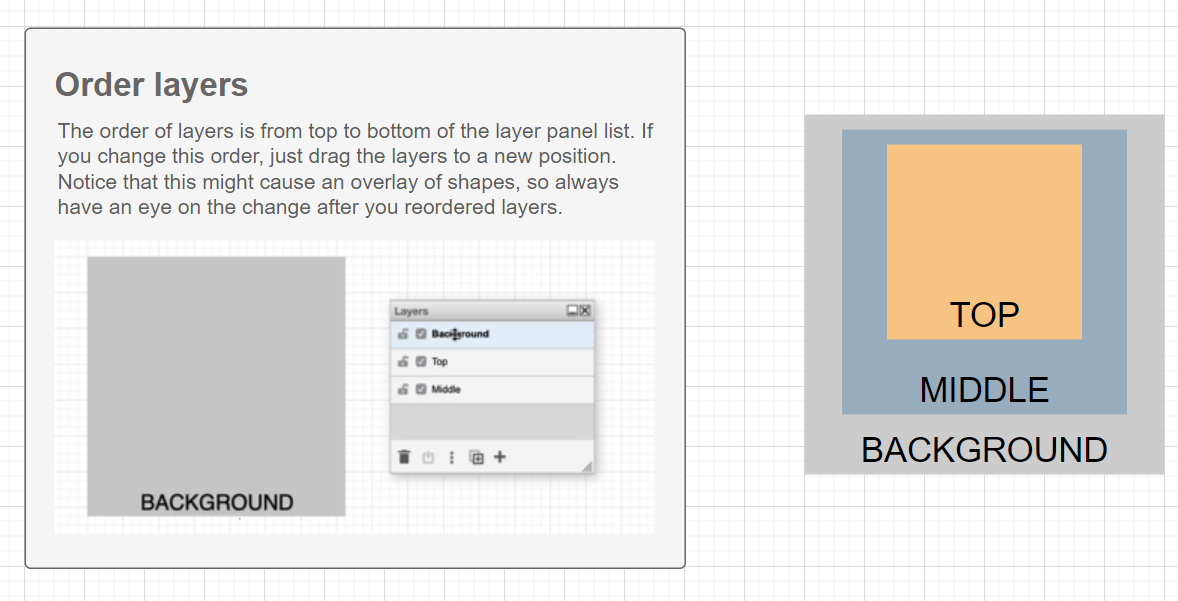 Order layers
The order of layers is from top to bottom of the layer panel list. If
you change this order, just drag the layers to a new position.
Notice that this might cause an overlay of shapes, so always
have an eye on the change after you reordered layers.
BACKGROUND
Layers
Background
Top
Middle
TOP
MIDDLE
BACKGROUND